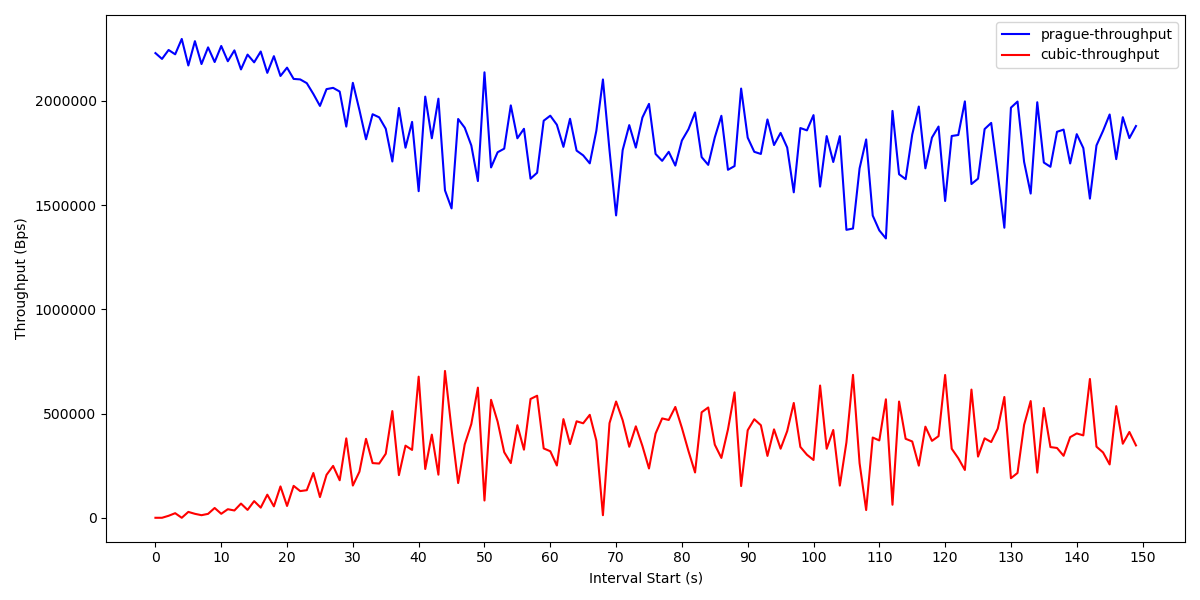 prague-throughput
cubic-throughput
Throughput (Bps)
2000000
1500000
1000000
500000
0
0 10 20 30 40 50 60 70 80 90 100 110 120 130 140 150
Interval Start (s)